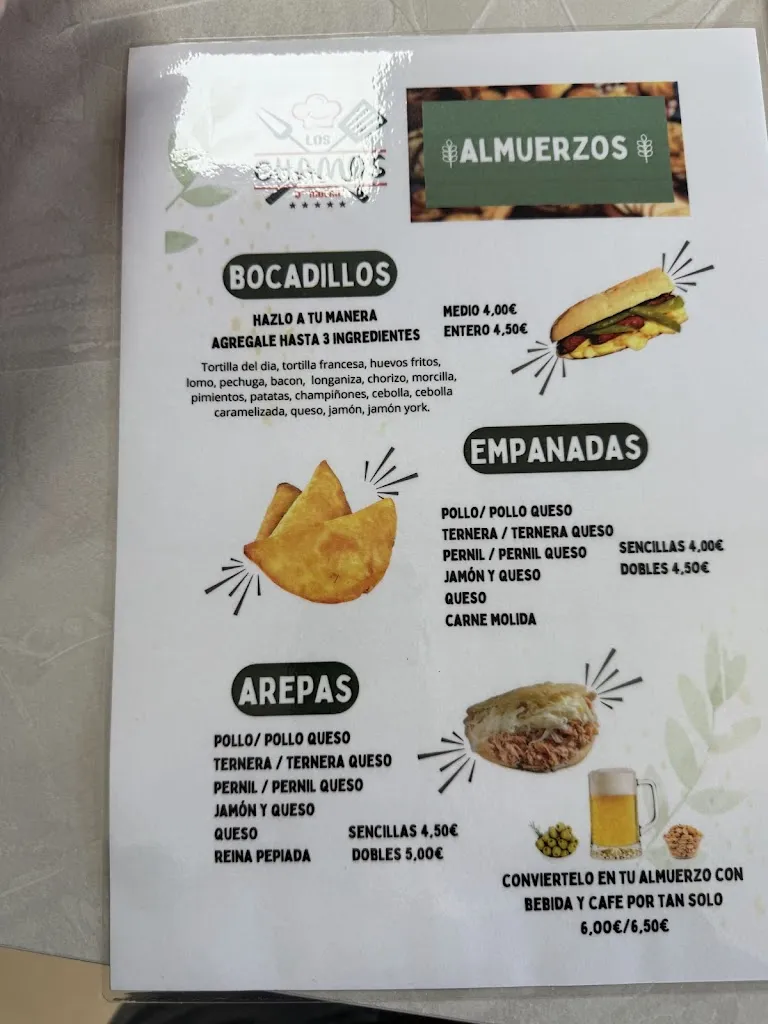 LOS
CHAMOS
ALMUERZOS
BOCADILLOS
HAZLO A TU MANERA
AGREGALE HASTA 3 INGREDIENTES
MEDIO 4,00€
ENTERO 4,50€
Tortilla del dia, tortilla francesa, huevos fritos,
lomo, pechuga, bacon, longaniza, chorizo, morcilla,
pimientos, patatas, champiñones, cebolla, cebolla
caramelizada, queso, jamón, jamón york.
EMPANADAS
POLLO/ POLLO QUESO
TERNERA / TERNERA QUESO
PERNIL / PERNIL QUESO
JAMÓN Y QUESO
QUESO
CARNE MOLIDA
SENCILLAS 4,00€
DOBLES 4,50€
AREPAS
POLLO/ POLLO QUESO
TERNERA / TERNERA QUESO
PERNIL / PERNIL QUESO
JAMÓN Y QUESO
QUESO
REINA PEPIADA
SENCILLAS 4,50€
DOBLES 5,00€
CONVIERTELO EN TU ALMUERZO CON
BEBIDA Y CAFE POR TAN SOLO
6,00€/6,50€